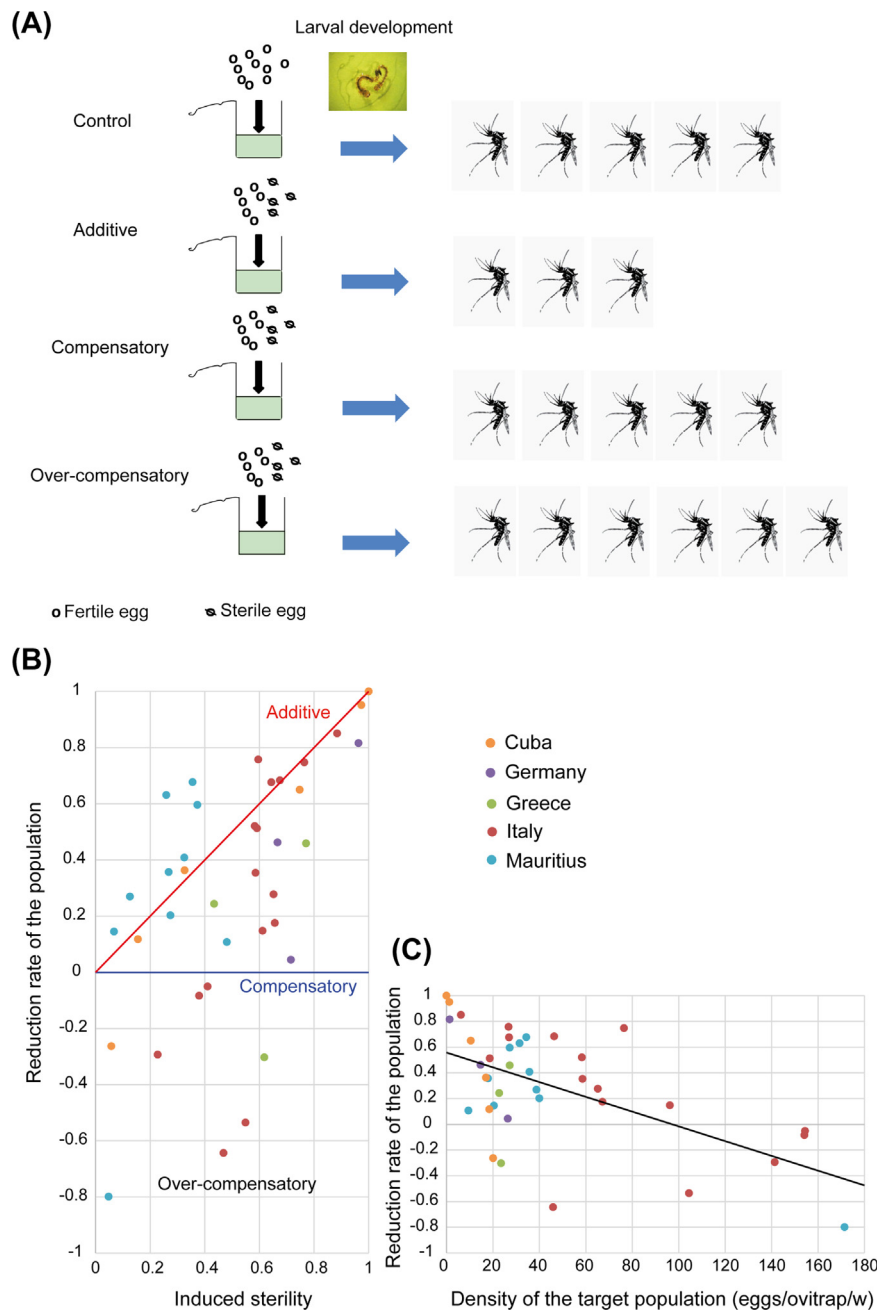 (A)
Larval development
Control
Additive
Compensatory
Over-compensatory
Fertile egg
Sterile egg
(B)
1
0.8
0.6
0.4
0.2
0
-0.2
-0.4
-0.6
-0.8
-1
0 0.2 0.4 0.6 0.8 1
Reduction rate of the population
Induced sterility
Additive
Compensatory
Over-compensatory
Cuba
Germany
Greece
Italy
Mauritius
(C)
1
0.8
0.6
0.4
0.2
0
-0.2
-0.4
-0.6
-0.8
-1
0 20 40 60 80 100 120 140 160 180
Reduction rate of the population
Density of the target population (eggs/ovitrap/w)